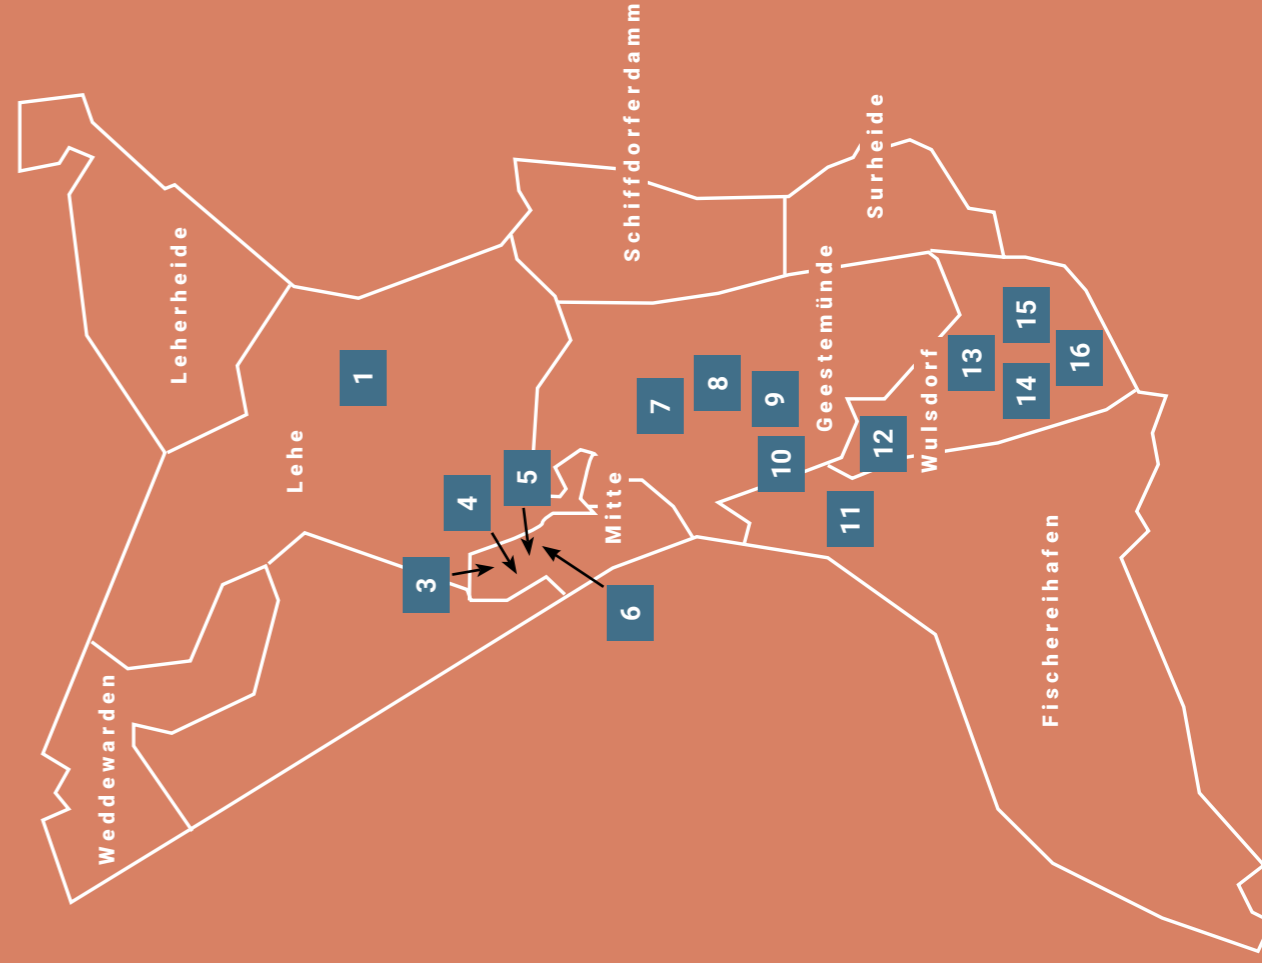 Weddewarden
Leherheide
Lehe
1
3
4
5
Mitte
6
Schiffdorferdamm
7
8
9
10
Geestemünde
11
Surheide
12
Wulsdorf
13
14
15
Fischereihafen
16